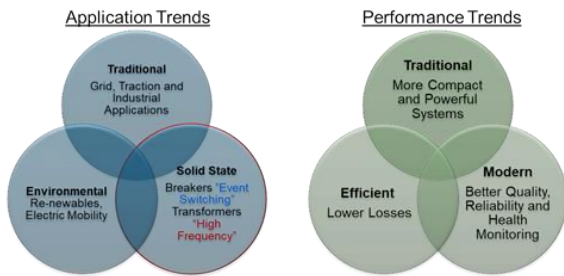 Application Trends
Traditional
Grid, Traction and
Industrial
Applications
Environmental
Re-newables,
Electric Mobility
Solid State
Breakers "Event
Switching"
Transformers
"High
Frequency"
Performance Trends
Traditional
More Compact
and Powerful
Systems
Efficient
Lower Losses
Modern
Better Quality,
Reliability and
Health
Monitoring